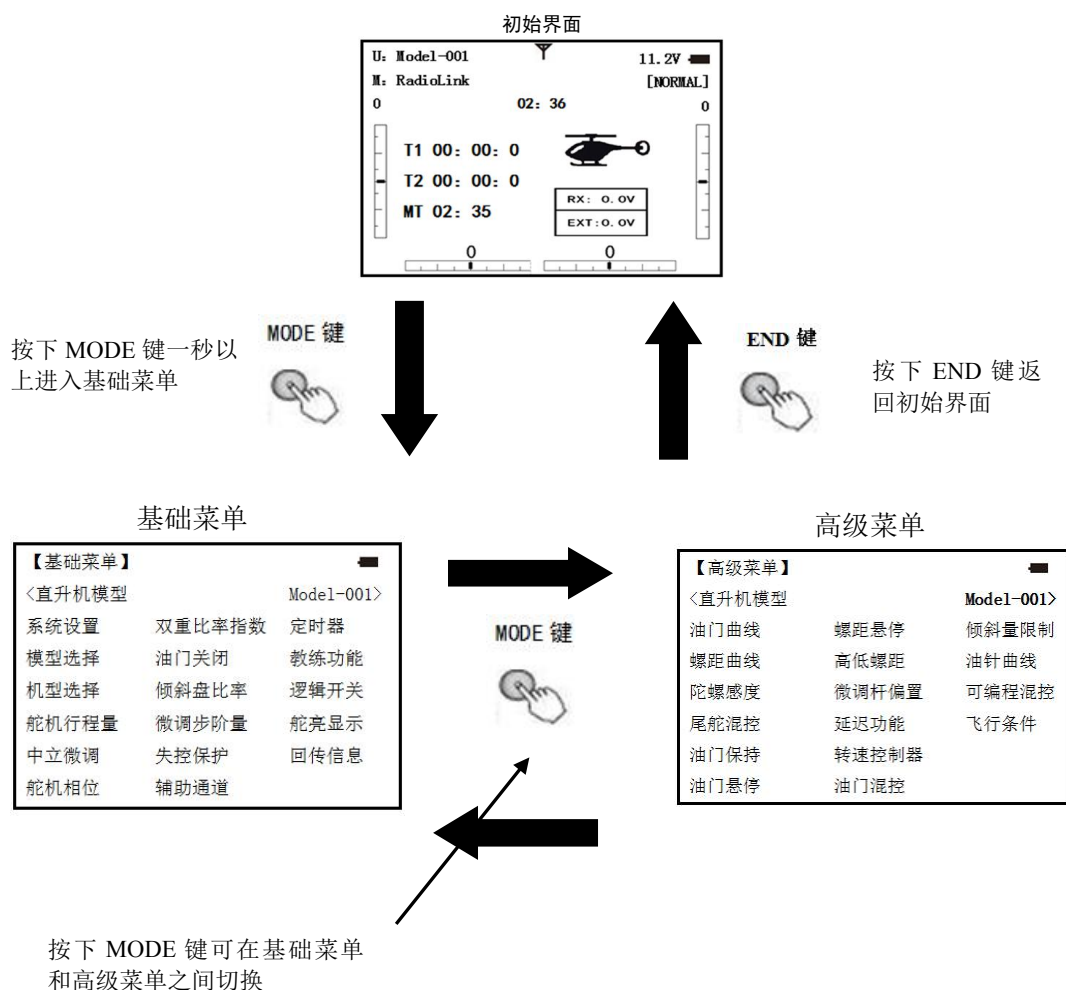 初始界面
U: Model-001 11.2V
M: RadioLink [NORMAL]
0 02: 36 0
T1 00: 00: 0
T2 00: 00: 0
MT 02: 35
RX: 0.0V
EXT:0.0V
0 0
按下 MODE 键一秒以
上进入基础菜单
MODE 键
END 键
按下 END 键返
回初始界面
基础菜单
【基础菜单】
<直升机模型 Model-001>
系统设置 双重比率指数 定时器
模型选择 油门关闭 教练功能
机型选择 倾斜盘比率 逻辑开关
舵机行程量 微调步阶量 舵亮显示
中立微调 失控保护 回传信息
舵机相位 辅助通道
MODE 键
高级菜单
【高级菜单】
<直升机模型 Model-001>
油门曲线 螺距悬停 倾斜量限制
螺距曲线 高低螺距 油针曲线
陀螺感度 微调杆偏置 可编程混控
尾舵混控 延迟功能 飞行条件
油门保持 转速控制器
油门悬停 油门混控
按下 MODE 键可在基础菜单
和高级菜单之间切换